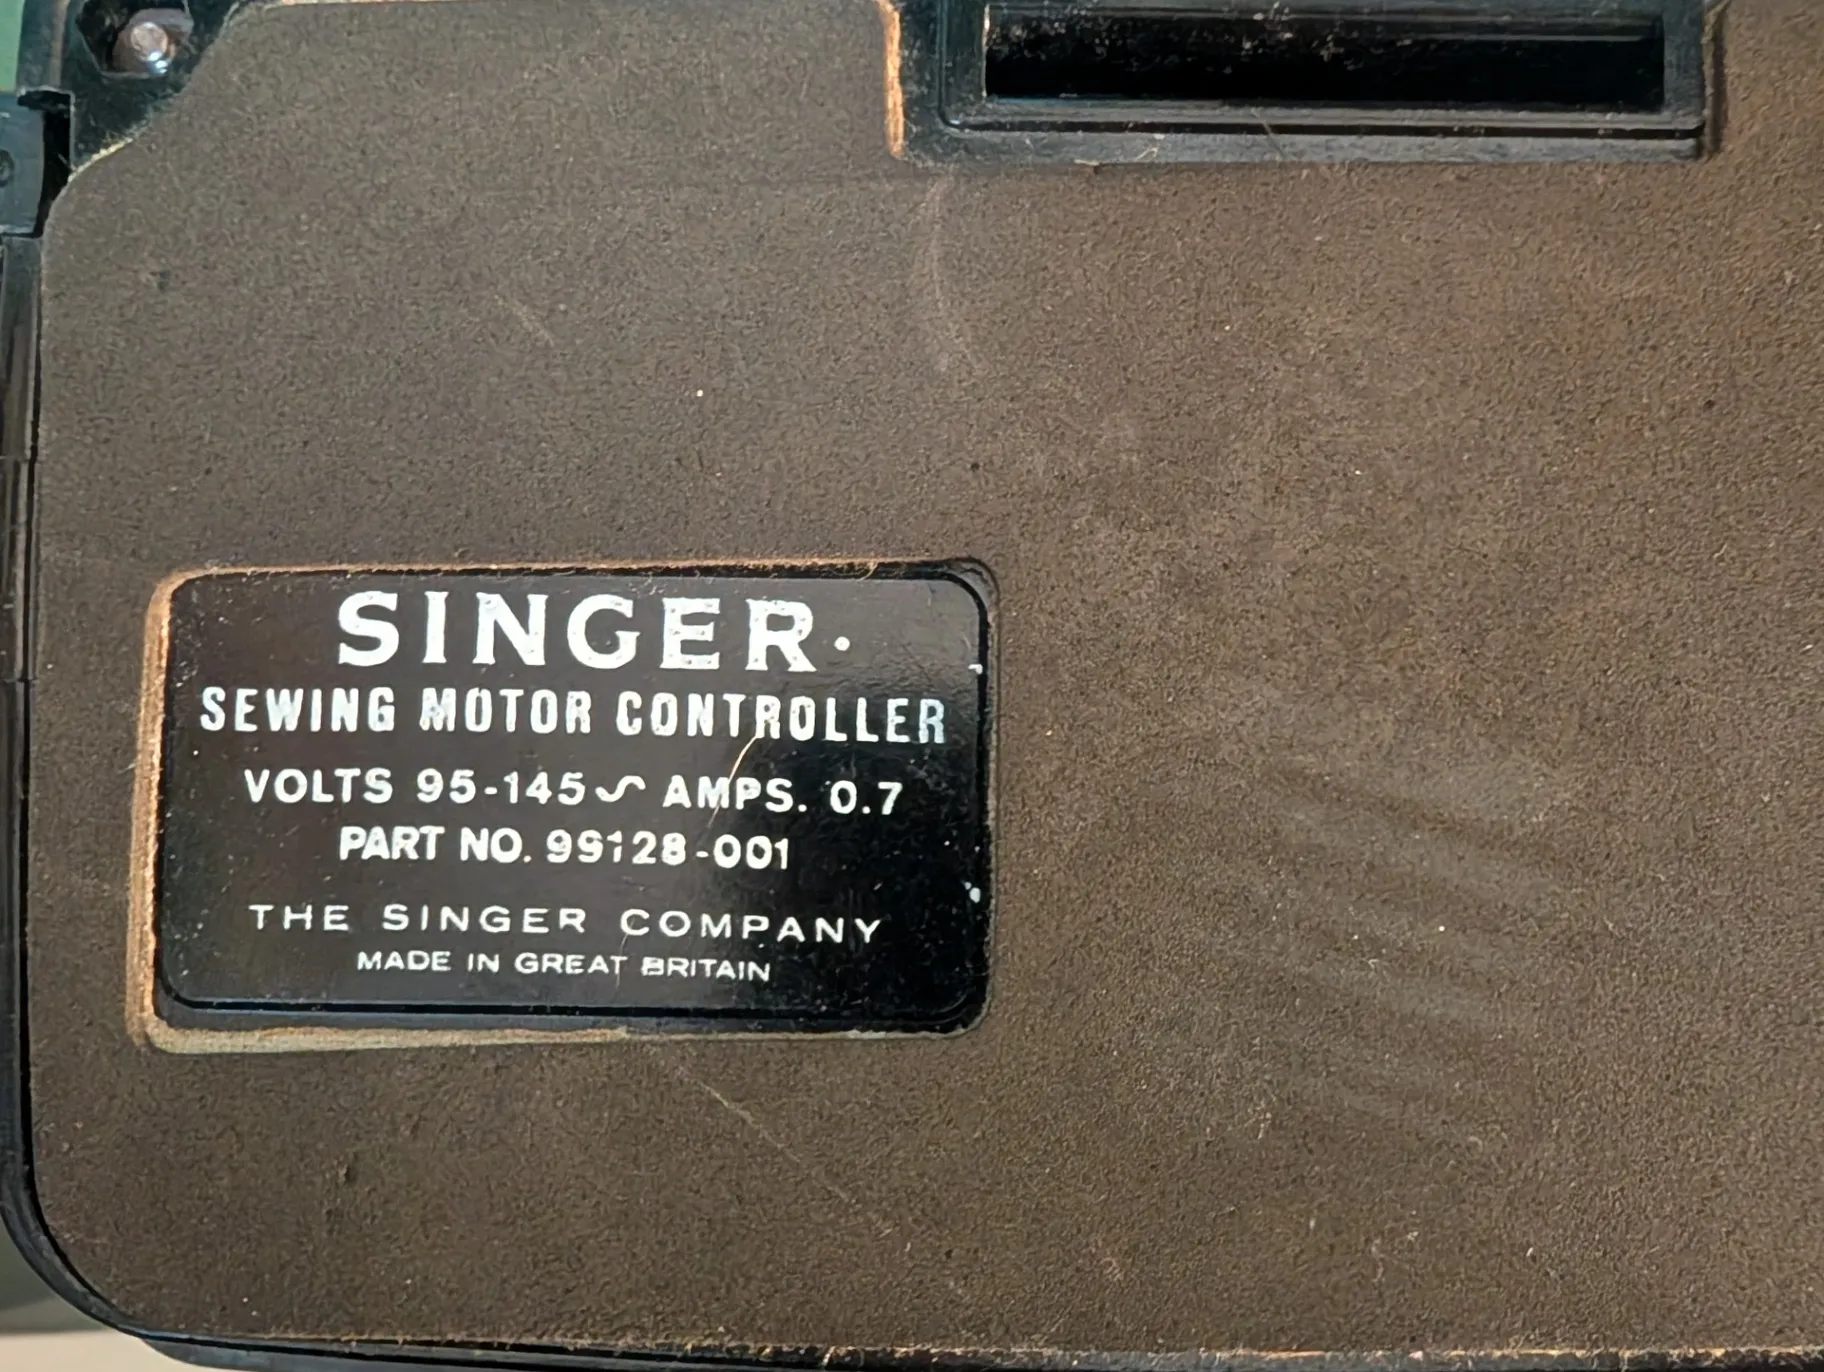 SINGER.
SEWING MOTOR CONTROLLER
VOLTS 95-145∿ AMPS. 0.7
PART NO. 99128-001
THE SINGER COMPANY
MADE IN GREAT BRITAIN